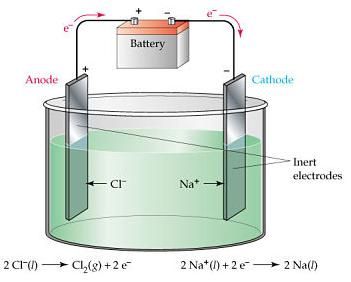 + −
e⁻ e⁻
Battery
+ −
Anode Cathode
Cl⁻ Na⁺
Inert
electrodes
2 Cl⁻(l) → Cl₂(g) + 2 e⁻ 2 Na⁺(l) + 2 e⁻ → 2 Na(l)